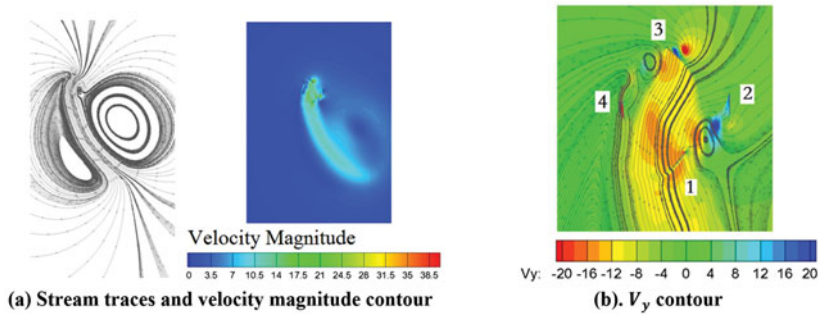 3
2
4
1
Velocity Magnitude
0 3.5 7 10.5 14 17.5 21 24.5 28 31.5 35 38.5
Vy: -20 -16 -12 -8 -4 0 4 8 12 16 20
(a) Stream traces and velocity magnitude contour
(b). V_y contour